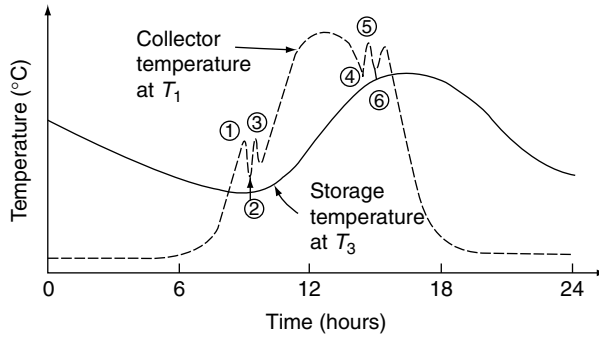 Temperature (°C)
Collector
temperature
at T1
①
③
②
⑤
④
⑥
Storage
temperature
at T3
0
6
12
18
24
Time (hours)